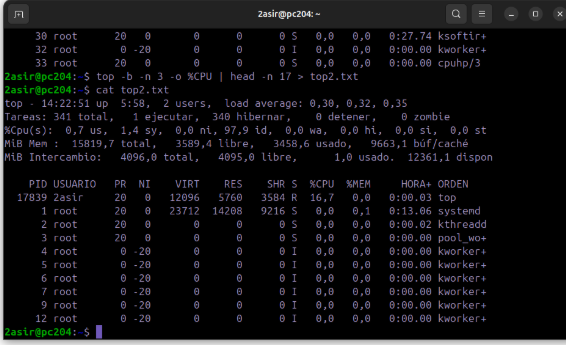 2asir@pc204: ~
30 root 20 0 0 0 0 S 0,0 0,0 0:27.74 ksoftir+
32 root 0 -20 0 0 0 I 0,0 0,0 0:00.00 kworker+
33 root 20 0 0 0 0 S 0,0 0,0 0:00.00 cpuhp/3
2asir@pc204:~$ top -b -n 3 -o %CPU | head -n 17 > top2.txt
2asir@pc204:~$ cat top2.txt
top - 14:22:51 up 5:58, 2 users, load average: 0,30, 0,32, 0,35
Tareas: 341 total, 1 ejecutar, 340 hibernar, 0 detener, 0 zombie
%Cpu(s): 0,7 us, 1,4 sy, 0,0 ni, 97,9 id, 0,0 wa, 0,0 hi, 0,0 si, 0,0 st
MiB Mem : 15819,7 total, 3589,4 libre, 3458,6 usado, 9663,1 búf/caché
MiB Intercambio: 4096,0 total, 4095,0 libre, 1,0 usado. 12361,1 dispon
PID USUARIO PR NI VIRT RES SHR S %CPU %MEM HORA+ ORDEN
17839 2asir 20 0 12096 5760 3584 R 16,7 0,0 0:00.03 top
1 root 20 0 23712 14208 9216 S 0,0 0,1 0:13.06 systemd
2 root 20 0 0 0 0 S 0,0 0,0 0:00.02 kthreadd
3 root 20 0 0 0 0 S 0,0 0,0 0:00.00 pool_wo+
4 root 0 -20 0 0 0 I 0,0 0,0 0:00.00 kworker+
5 root 0 -20 0 0 0 I 0,0 0,0 0:00.00 kworker+
6 root 0 -20 0 0 0 I 0,0 0,0 0:00.00 kworker+
7 root 0 -20 0 0 0 I 0,0 0,0 0:00.00 kworker+
9 root 0 -20 0 0 0 I 0,0 0,0 0:00.00 kworker+
12 root 0 -20 0 0 0 I 0,0 0,0 0:00.00 kworker+
2asir@pc204:~$